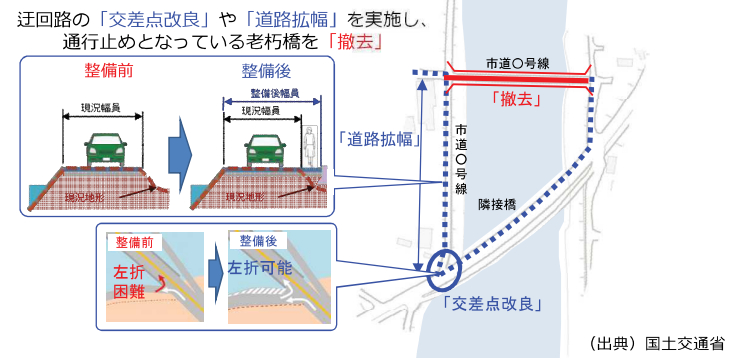 迂回路の「交差点改良」や「道路拡幅」を実施し、
通行止めとなっている老朽橋を「撤去」
整備前
整備後
整備後幅員
現況幅員
現況幅員
現況地形
現況地形
整備前
左折
困難
整備後
左折可能
市道〇号線
「撤去」
「道路拡幅」
市道〇号線
隣接橋
「交差点改良」
（出典）国土交通省